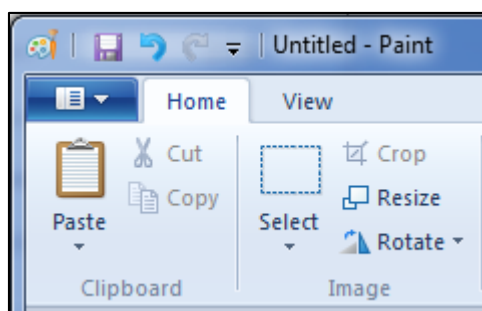 Untitled - Paint
Home View
Cut
Copy
Paste
Clipboard
Crop
Resize
Rotate
Select
Image